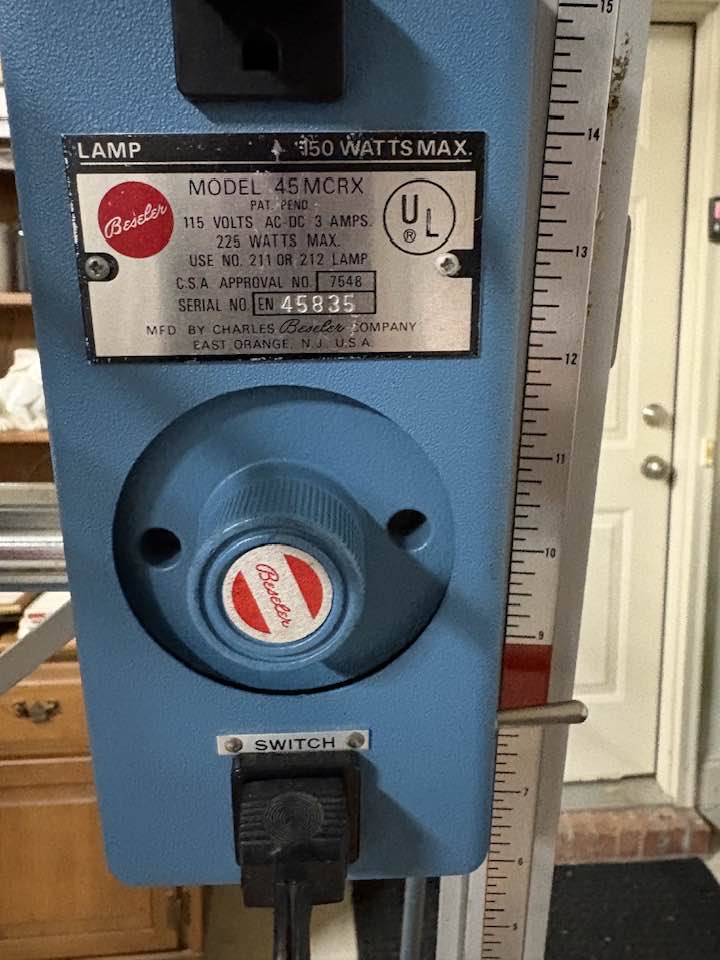 15
LAMP 150 WATTS MAX.
14
MODEL 45MCRX
PAT. PEND
Beseler
115 VOLTS AC-DC 3 AMPS.
UL
®
225 WATTS MAX.
13
USE NO. 211 OR 212 LAMP
C.S.A. APPROVAL NO. 7548
SERIAL NO. EN 45835
MFD. BY CHARLES Beseler COMPANY
EAST ORANGE, N.J. U.S.A.
12
11
10
Beseler
9
SWITCH
7
6
5